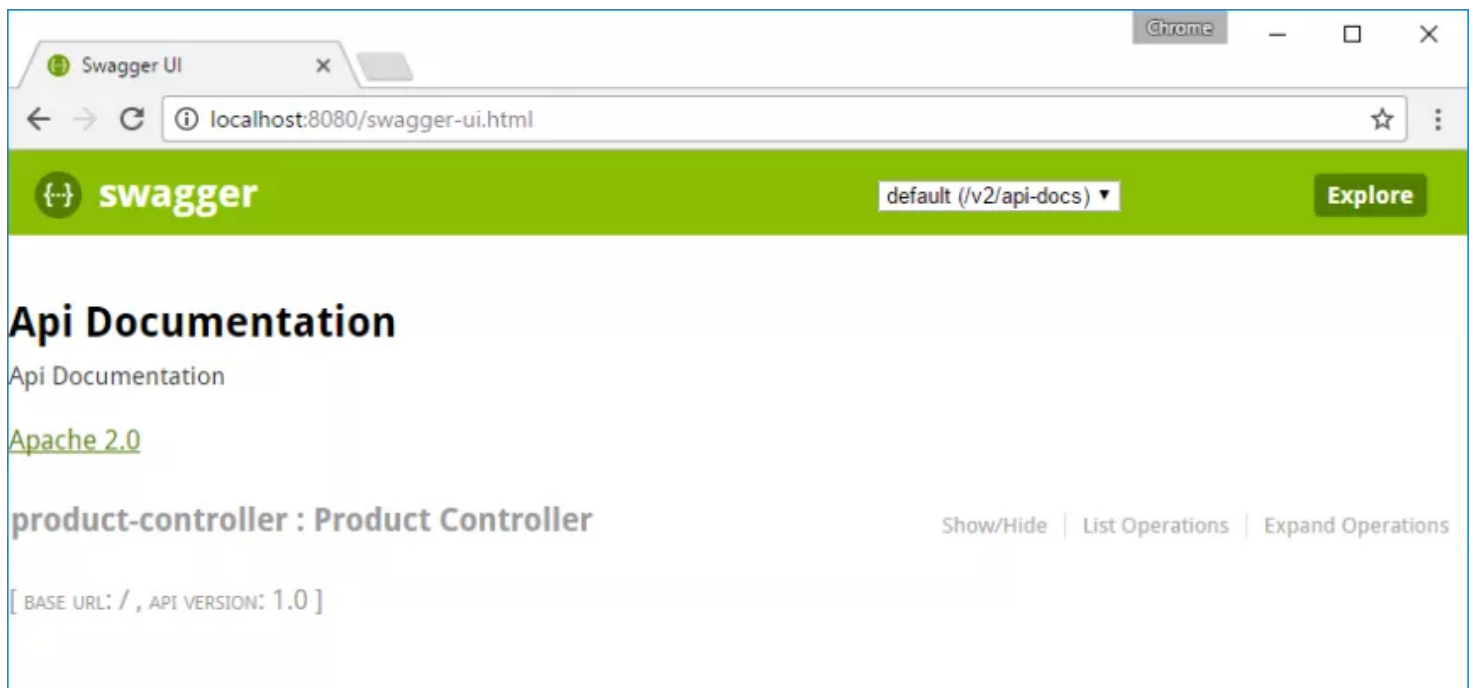 Chrome
Swagger UI
localhost:8080/swagger-ui.html
{...} swagger default (/v2/api-docs) Explore
Api Documentation
Api Documentation
Apache 2.0
product-controller : Product Controller Show/Hide List Operations Expand Operations
[ BASE URL: / , API VERSION: 1.0 ]